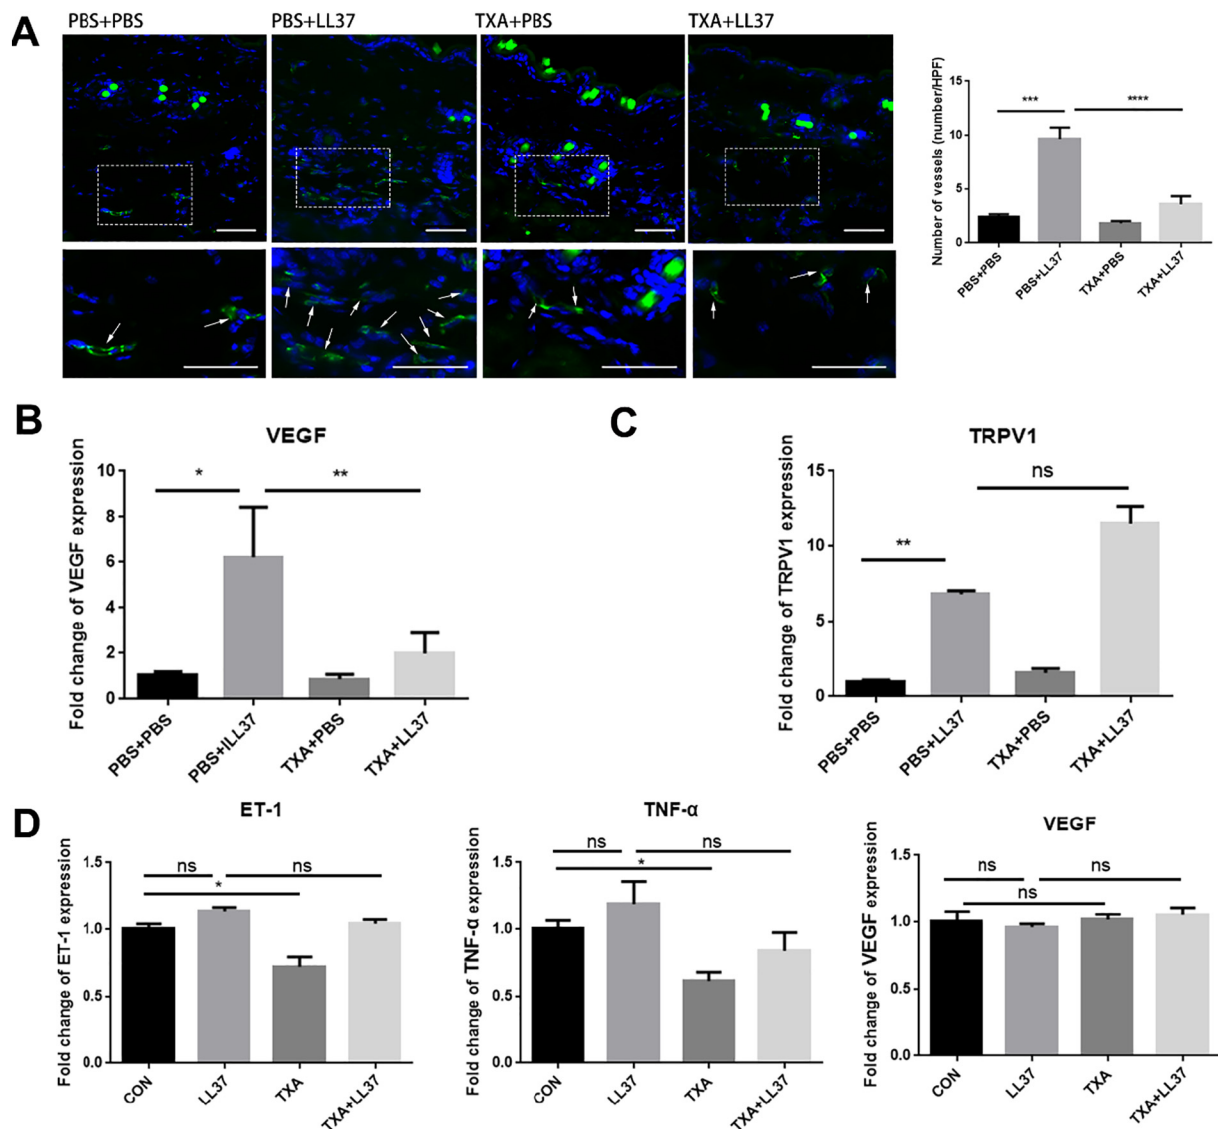 A
PBS+PBS
PBS+LL37
TXA+PBS
TXA+LL37
Number of vessels (number/HPF)
15
10
5
0
***
****
PBS+PBS
PBS+LL37
TXA+PBS
TXA+LL37
B
VEGF
Fold change of VEGF expression
10
8
6
4
2
0
*
**
PBS+PBS
PBS+ILL37
TXA+PBS
TXA+LL37
C
TRPV1
Fold change of TRPV1 expression
15
10
5
0
**
ns
PBS+PBS
PBS+LL37
TXA+PBS
TXA+LL37
D
ET-1
Fold change of ET-1 expression
1.5
1.0
0.5
0.0
ns
ns
*
CON
LL37
TXA
TXA+LL37
TNF-α
Fold change of TNF-α expression
1.5
1.0
0.5
0.0
ns
ns
*
CON
LL37
TXA
TXA+LL37
VEGF
Fold change of VEGF expression
1.5
1.0
0.5
0.0
ns
ns
ns
CON
LL37
TXA
TXA+LL37